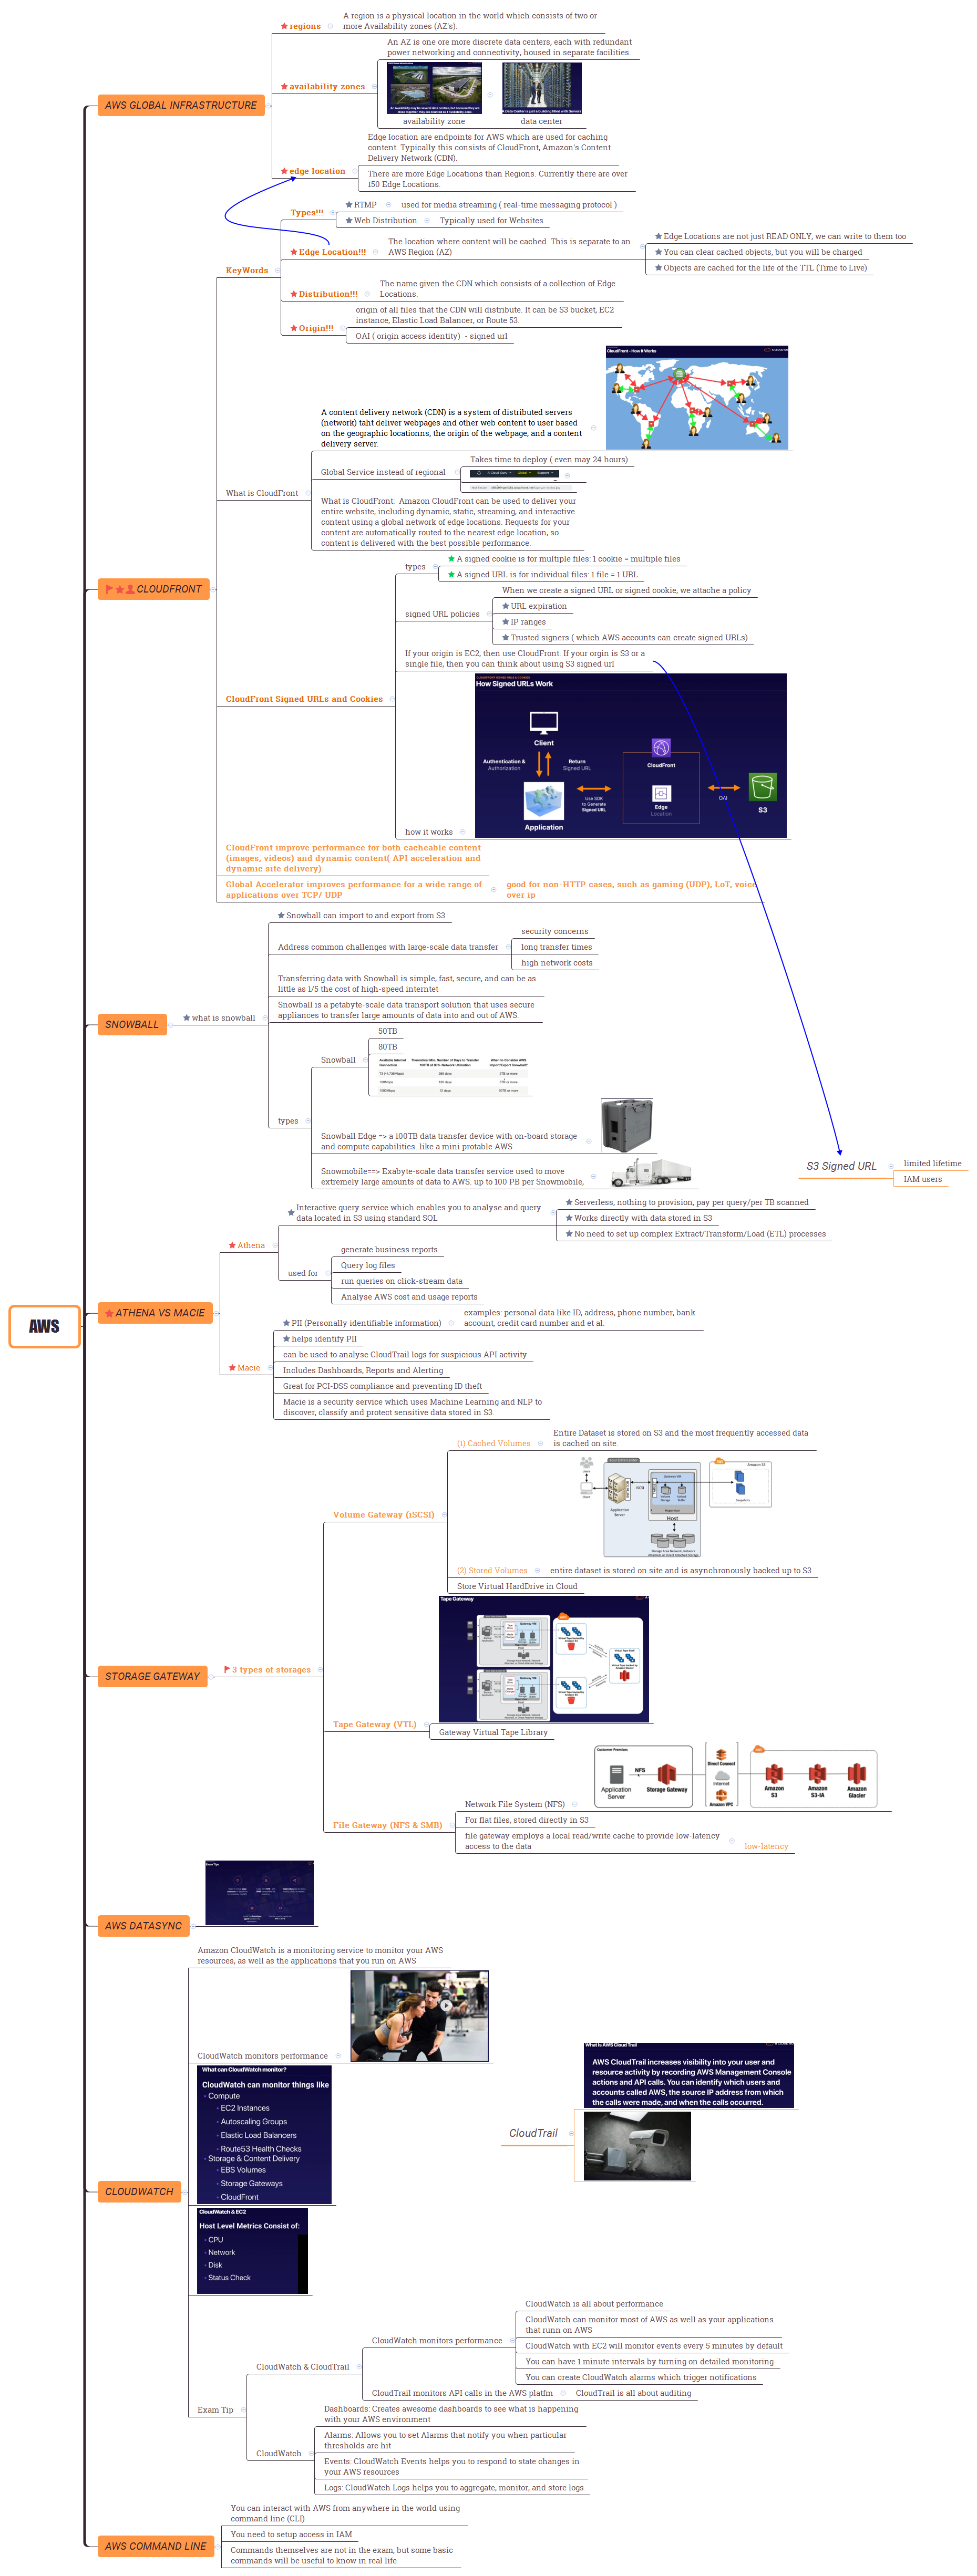 AWS
AWS GLOBAL INFRASTRUCTURE
regions
A region is a physical location in the world which consists of two or
more Availability zones (AZ's).
availability zones
An AZ is one ore more discrete data centers, each with redundant
power networking and connectivity, housed in separate facilities.
availability zone
data center
edge location
Edge location are endpoints for AWS which are used for caching
content. Typically this consists of CloudFront, Amazon's Content
Delivery Network (CDN).
There are more Edge Locations than Regions. Currently there are over
150 Edge Locations.
CLOUDFRONT
KeyWords
Types!!!
RTMP
used for media streaming ( real-time messaging protocol )
Web Distribution
Typically used for Websites
Edge Location!!!
The location where content will be cached. This is separate to an
AWS Region (AZ)
Edge Locations are not just READ ONLY, we can write to them too
You can clear cached objects, but you will be charged
Objects are cached for the life of the TTL (Time to Live)
Distribution!!!
The name given the CDN which consists of a collection of Edge
Locations.
Origin!!!
origin of all files that the CDN will distribute. It can be S3 bucket, EC2
instance, Elastic Load Balancer, or Route 53.
OAI ( origin access identity) - signed url
What is CloudFront
A content delivery network (CDN) is a system of distributed servers
(network) taht deliver webpages and other web content to user based
on the geographic locationns, the origin of the webpage, and a content
delivery server.
CloudFront - How It Works
Global Service instead of regional
Takes time to deploy ( even may 24 hours)
What is CloudFront: Amazon CloudFront can be used to deliver your
entire website, including dynamic, static, streaming, and interactive
content using a global network of edge locations. Requests for your
content are automatically routed to the nearest edge location, so
content is delivered with the best possible performance.
CloudFront Signed URLs and Cookies
types
A signed cookie is for multiple files: 1 cookie = multiple files
A signed URL is for individual files: 1 file = 1 URL
signed URL policies
When we create a signed URL or signed cookie, we attache a policy
URL expiration
IP ranges
Trusted signers ( which AWS accounts can create signed URLs)
If your origin is EC2, then use CloudFront. If your orgin is S3 or a
single file, then you can think about using S3 signed url
how it works
How Signed URLs Work
Client
Authentication &
Authorization
Return
Signed URL
Application
Use SDK
to Generate
Signed URL
CloudFront
Edge
Location
OAI
S3
CloudFront improve performance for both cacheable content
(images, videos) and dynamic content( API acceleration and
dynamic site delivery)
Global Accelerator improves performance for a wide range of
applications over TCP/ UDP
good for non-HTTP cases, such as gaming (UDP), LoT, voice
over ip
SNOWBALL
what is snowball
Snowball can import to and export from S3
Address common challenges with large-scale data transfer
security concerns
long transfer times
high network costs
Transferring data with Snowball is simple, fast, secure, and can be as
little as 1/5 the cost of high-speed interntet
Snowball is a petabyte-scale data transport solution that uses secure
appliances to transfer large amounts of data into and out of AWS.
types
Snowball
50TB
80TB
Snowball Edge => a 100TB data transfer device with on-board storage
and compute capabilities. like a mini protable AWS
Snowmobile==> Exabyte-scale data transfer service used to move
extremely large amounts of data to AWS. up to 100 PB per Snowmobile,
S3 Signed URL
limited lifetime
IAM users
ATHENA VS MACIE
Athena
Interactive query service which enables you to analyse and query
data located in S3 using standard SQL
Serverless, nothing to provision, pay per query/per TB scanned
Works directly with data stored in S3
No need to set up complex Extract/Transform/Load (ETL) processes
used for
generate business reports
Query log files
run queries on click-stream data
Analyse AWS cost and usage reports
Macie
PII (Personally identifiable information)
examples: personal data like ID, address, phone number, bank
account, credit card number and et al.
helps identify PII
can be used to analyse CloudTrail logs for suspicious API activity
Includes Dashboards, Reports and Alerting
Great for PCI-DSS compliance and preventing ID theft
Macie is a security service which uses Machine Learning and NLP to
discover, classify and protect sensitive data stored in S3.
STORAGE GATEWAY
3 types of storages
Volume Gateway (iSCSI)
(1) Cached Volumes
Entire Dataset is stored on S3 and the most frequently accessed data
is cached on site.
(2) Stored Volumes
entire dataset is stored on site and is asynchronously backed up to S3
Store Virtual HardDrive in Cloud
Tape Gateway (VTL)
Tape Gateway
Gateway Virtual Tape Library
File Gateway (NFS & SMB)
Network File System (NFS)
Customer Premises
Application
Server
NFS
Storage Gateway
Direct Connect
Internet
Amazon VPC
Amazon
S3
Amazon
S3-IA
Amazon
Glacier
For flat files, stored directly in S3
file gateway employs a local read/write cache to provide low-latency
access to the data
low-latency
AWS DATASYNC
CLOUDWATCH
Amazon CloudWatch is a monitoring service to monitor your AWS
resources, as well as the applications that you run on AWS
CloudWatch monitors performance
What can CloudWatch monitor?
CloudWatch can monitor things like
Compute
EC2 Instances
Autoscaling Groups
Elastic Load Balancers
Route53 Health Checks
Storage & Content Delivery
EBS Volumes
Storage Gateways
CloudFront
CloudWatch & EC2
Host Level Metrics Consist of:
CPU
Network
Disk
Status Check
CloudTrail
What Is AWS Cloud Trail
AWS CloudTrail increases visibility into your user and
resource activity by recording AWS Management Console
actions and API calls. You can identify which users and
accounts called AWS, the source IP address from which
the calls were made, and when the calls occurred.
Exam Tip
CloudWatch & CloudTrail
CloudWatch monitors performance
CloudWatch is all about performance
CloudWatch can monitor most of AWS as well as your applications
that runn on AWS
CloudWatch with EC2 will monitor events every 5 minutes by default
You can have 1 minute intervals by turning on detailed monitoring
You can create CloudWatch alarms which trigger notifications
CloudTrail monitors API calls in the AWS platfm
CloudTrail is all about auditing
CloudWatch
Dashboards: Creates awesome dashboards to see what is happening
with your AWS environment
Alarms: Allows you to set Alarms that notify you when particular
thresholds are hit
Events: CloudWatch Events helps you to respond to state changes in
your AWS resources
Logs: CloudWatch Logs helps you to aggregate, monitor, and store logs
AWS COMMAND LINE
You can interact with AWS from anywhere in the world using
command line (CLI)
You need to setup access in IAM
Commands themselves are not in the exam, but some basic
commands will be useful to know in real life